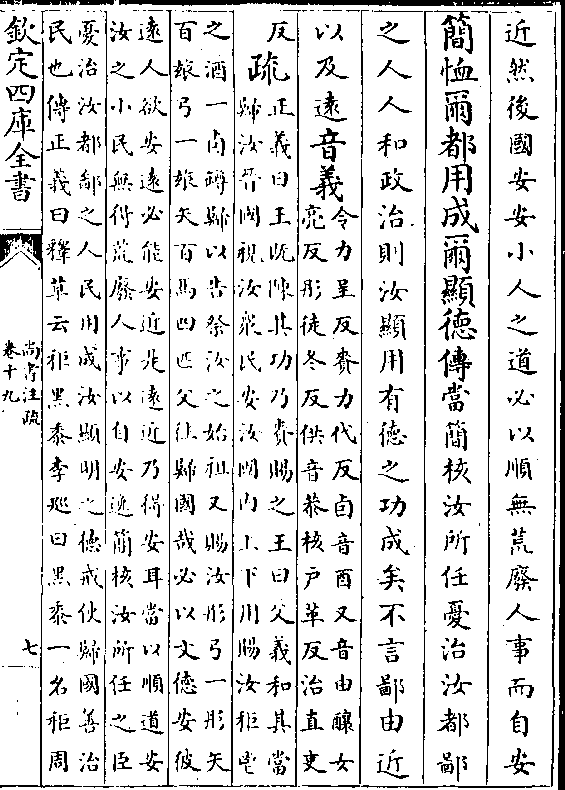 近然後國安安小人之道必以順無荒廢人事而自安
簡恤爾都用成爾顯德傳當簡核汝所任憂治汝都鄙
之人人和政治則汝顯用有德之功成矣不言鄙由近
以及遠音義令力呈反賚力代反卣音酉又音由釀女
亮反彤徒冬反供音恭核戶革反治直吏
反
疏正義曰王既陳其功乃賚賜之王曰父義和其當
歸汝晉國視汝衆民安汝國內上下用賜汝秬鬯
之酒一卣罇歸以告祭汝之始祖又賜汝彤弓一彤矢
百玈弓一玈矢百馬四匹父往歸國哉必以文德安彼
遠人欲安遠必能安近是遠近乃得安耳當以順道安
汝之小民無得荒廢人事以自安逸簡核汝所任之臣
憂治汝都鄙之人民用成汝顯明之德戒使歸國善治
民也傳正義曰釋草云秬黑黍李廵曰黑黍一名秬周
欽定四庫全書
尚書注疏
卷十九
七